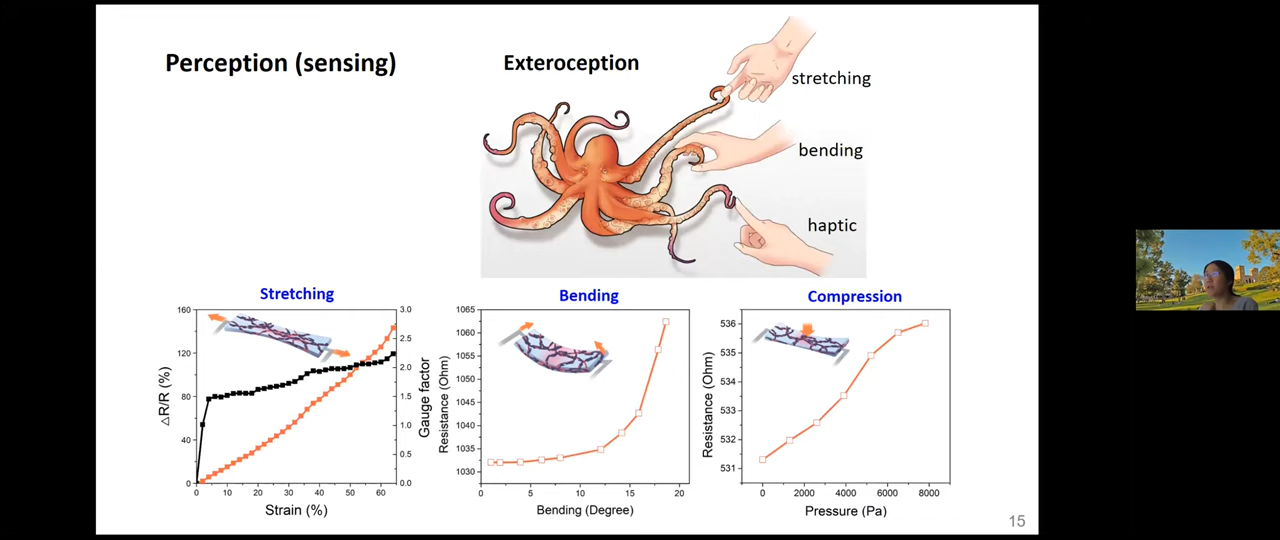 Perception (sensing)
Exteroception
stretching
bending
haptic
Stretching
160
120
80
40
0
△R/R (%)
3.0
2.5
2.0
1.5
1.0
0.5
0.0
Gauge factor
0 10 20 30 40 50 60
Strain (%)
Bending
1065
1060
1055
1050
1045
1040
1035
1030
Resistance (Ohm)
0 5 10 15 20
Bending (Degree)
Compression
536
535
534
533
532
531
Resistance (Ohm)
0 2000 4000 6000 8000
Pressure (Pa)
15